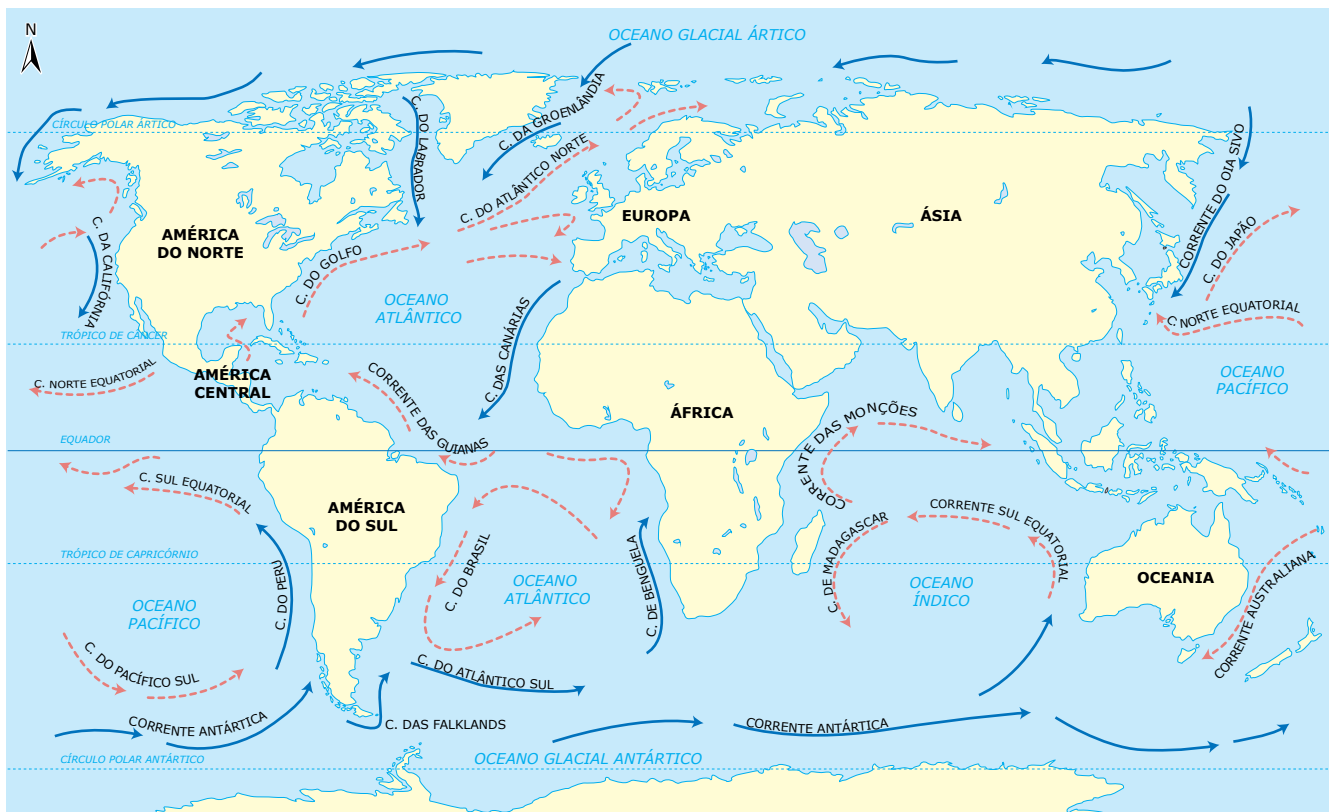 N
OCEANO GLACIAL ÁRTICO
CÍRCULO POLAR ÁRTICO
C. DO LABRADOR
C. DA GROENLÂNDIA
C. DO ATLÂNTICO NORTE
CORRENTE DO OIA SIVO
AMÉRICA
DO NORTE
EUROPA
ÁSIA
C. DA CALIFÓRNIA
C. DO GOLFO
C. DO JAPÃO
OCEANO
ATLÂNTICO
C. NORTE EQUATORIAL
TRÓPICO DE CÂNCER
C. DAS CANÁRIAS
C. NORTE EQUATORIAL
AMÉRICA
CENTRAL
CORRENTE DAS GUIANAS
ÁFRICA
CORRENTE DAS MONÇÕES
OCEANO
PACÍFICO
EQUADOR
C. SUL EQUATORIAL
AMÉRICA
DO SUL
CORRENTE SUL EQUATORIAL
TRÓPICO DE CAPRICÓRNIO
C. DO PERU
C. DO BRASIL
OCEANO
ATLÂNTICO
C. DE BENGUELA
C. DE MADAGASCAR
OCEANO
ÍNDICO
OCEANIA
CORRENTE AUSTRALIANA
OCEANO
PACÍFICO
C. DO PACÍFICO SUL
C. DO ATLÂNTICO SUL
CORRENTE ANTÁRTICA
C. DAS FALKLANDS
CORRENTE ANTÁRTICA
CÍRCULO POLAR ANTÁRTICO
OCEANO GLACIAL ANTÁRTICO